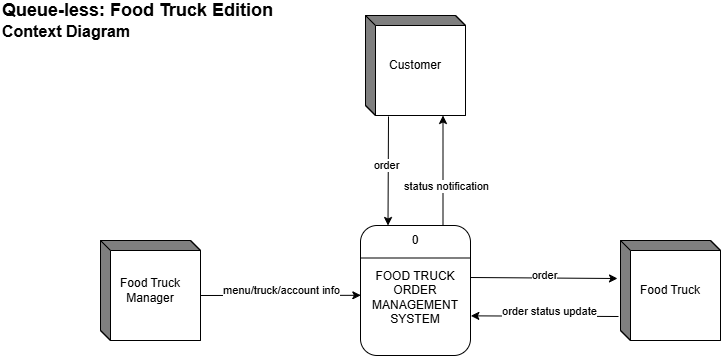 Queue-less: Food Truck Edition
Context Diagram
Customer
order
status notification
0
FOOD TRUCK
ORDER
MANAGEMENT
SYSTEM
Food Truck
Manager
menu/truck/account info
order
Food Truck
order status update